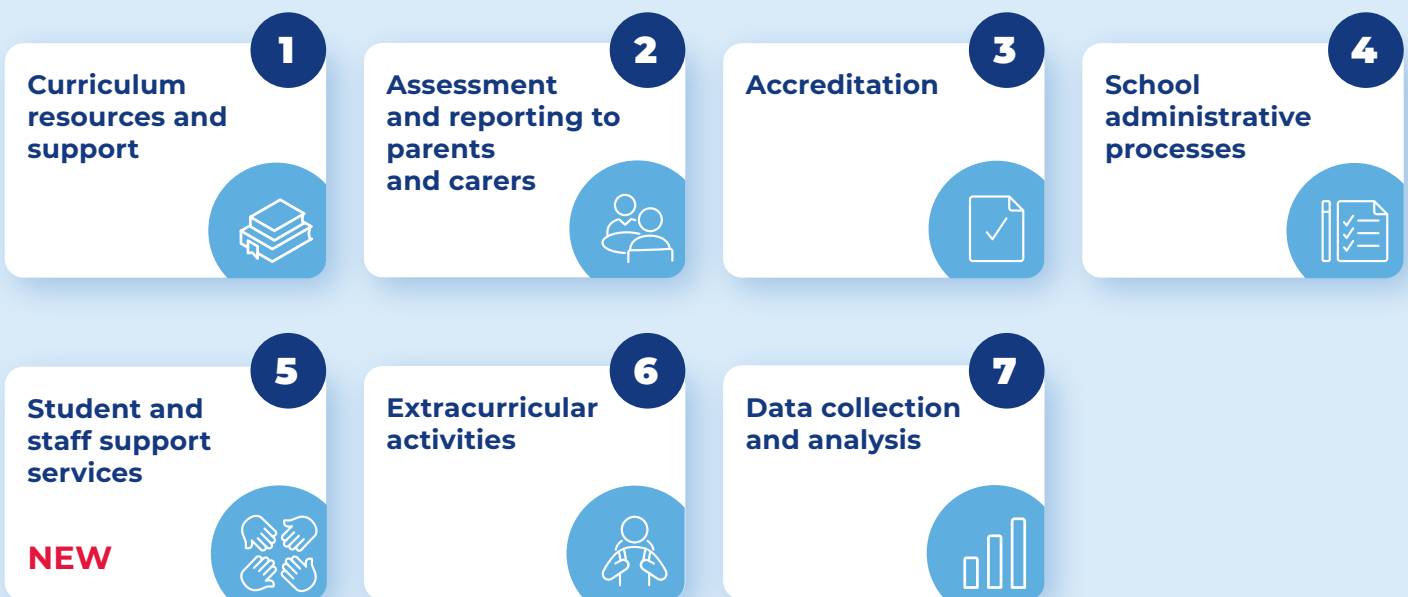 1
Curriculum
resources and
support
2
Assessment
and reporting to
parents
and carers
3
Accreditation
4
School
administrative
processes
5
Student and
staff support
services
NEW
6
Extracurricular
activities
7
Data collection
and analysis